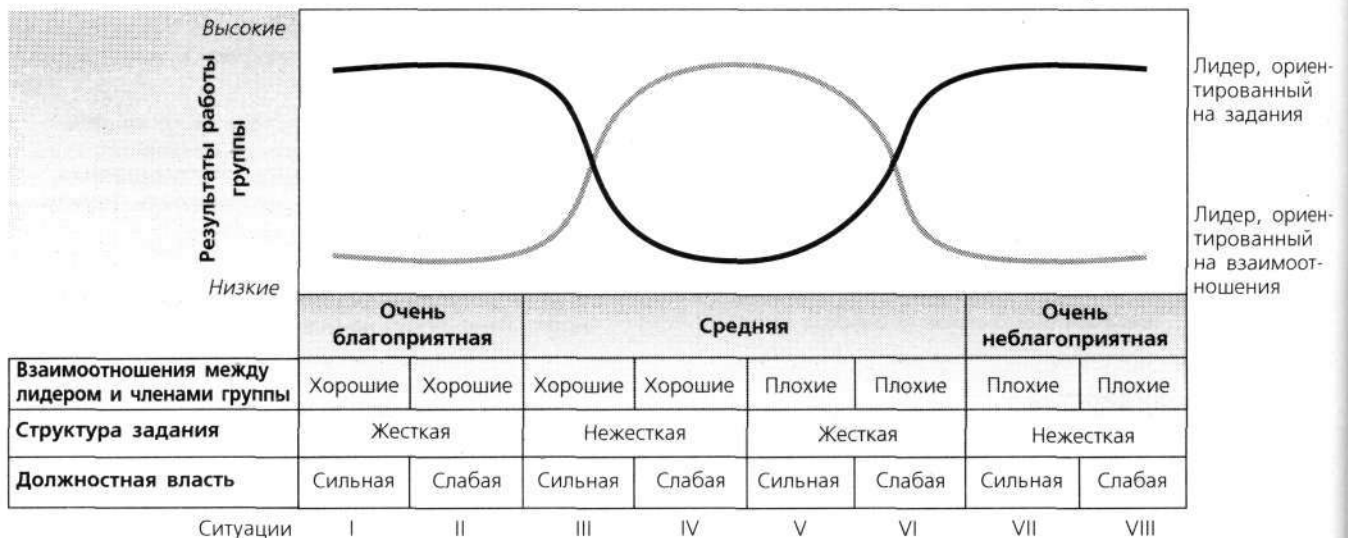 Высокие
Результаты работы
группы
Низкие
Лидер, ориен-
тированный
на задания
Лидер, ориен-
тированный
на взаимоот-
ношения
Очень
благоприятная
Средняя
Очень
неблагоприятная
Взаимоотношения между
лидером и членами группы
Хорошие Хорошие Хорошие Хорошие Плохие Плохие Плохие Плохие
Структура задания Жесткая Нежесткая Жесткая Нежесткая
Должностная власть Сильная Слабая Сильная Слабая Сильная Слабая Сильная Слабая
Ситуации I II III IV V VI VII VIII